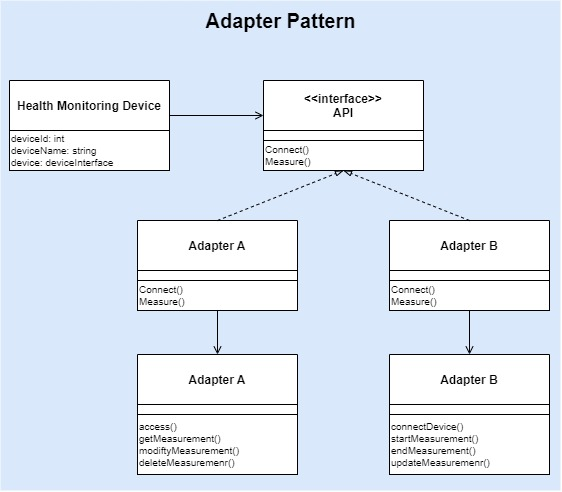 Adapter Pattern
Health Monitoring Device
deviceId: int
deviceName: string
device: deviceInterface
<<interface>>
API
Connect()
Measure()
Adapter A
Connect()
Measure()
Adapter B
Connect()
Measure()
Adapter A
access()
getMeasurement()
modiftyMeasurement()
deleteMeasuremenr()
Adapter B
connectDevice()
startMeasurement()
endMeasurement()
updateMeasuremenr()